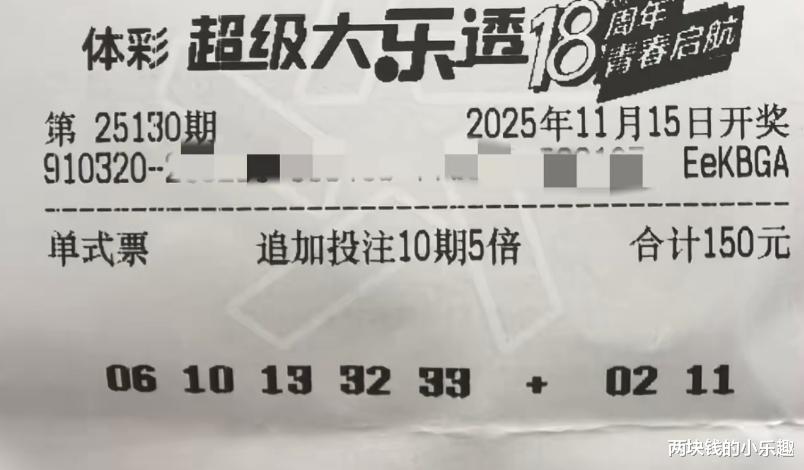 体彩 超级大乐透 18周年 青春启航
第 25130期 2025年11月15日开奖
910320-- EeKBGA
单式票 追加投注10期5倍 合计150元
06 10 13 32 33 + 02 11
两块钱的小乐趣